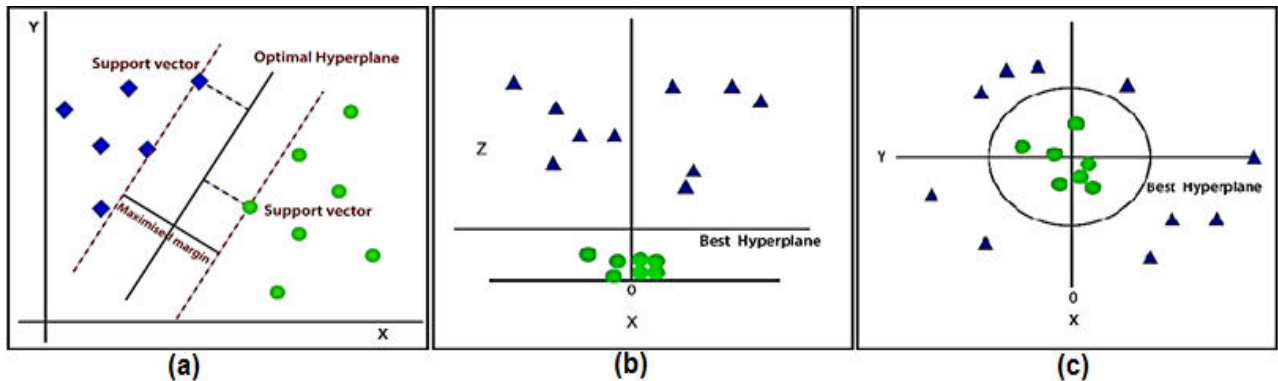 Y
Support vector
Optimal Hyperplane
Support vector
Maximised margin
X
(a)
Z
Best Hyperplane
0
X
(b)
Y
Best Hyperplane
0
X
(c)